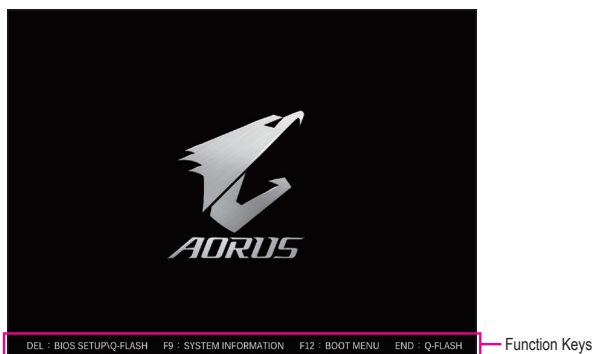 AORUS
DEL : BIOS SETUP\Q-FLASH F9 : SYSTEM INFORMATION F12 : BOOT MENU END : Q-FLASH
Function Keys